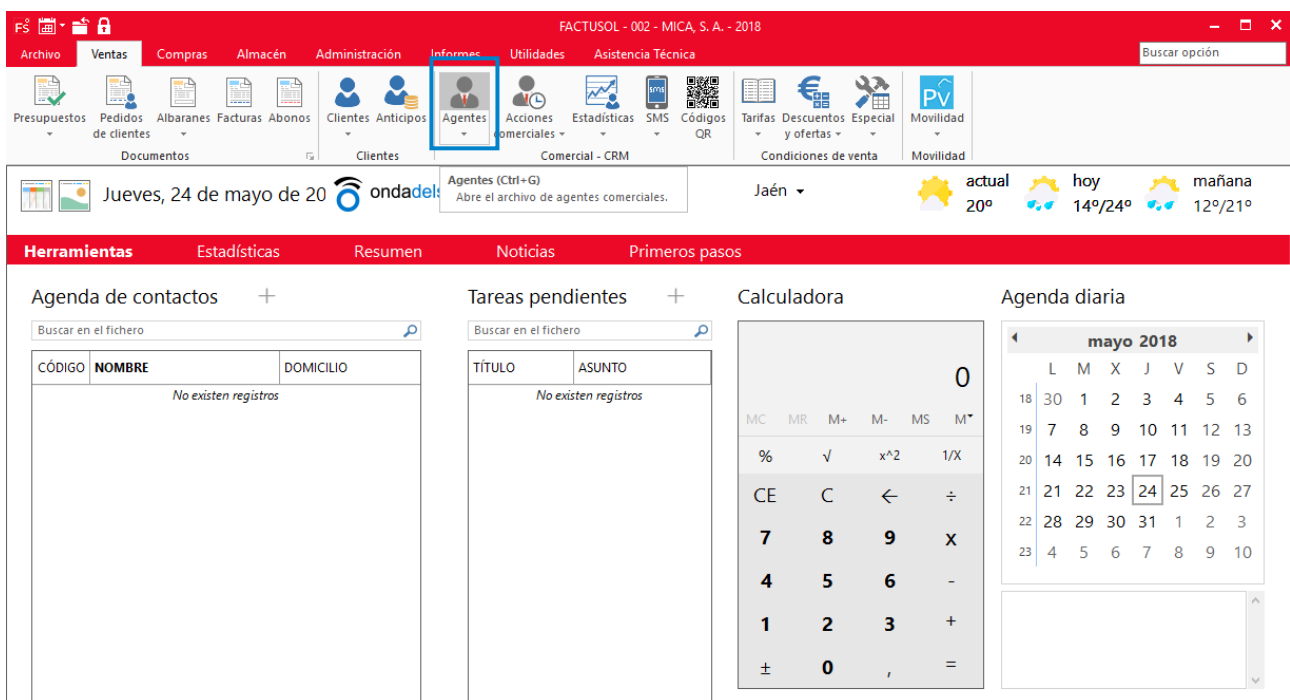 FS
FACTUSOL - 002 - MICA, S. A. - 2018
Archivo Ventas Compras Almacén Administración Informes Utilidades Asistencia Técnica Buscar opción
Presupuestos Pedidos de clientes Albaranes Facturas Abonos Clientes Anticipos Agentes Acciones comerciales Estadísticas SMS Códigos QR Tarifas Descuentos y ofertas Especial Movilidad
sms
PV
Documentos Clientes Comercial - CRM Condiciones de venta Movilidad
Agentes (Ctrl+G)
Abre el archivo de agentes comerciales.
Jueves, 24 de mayo de 20 ondadels Jaén actual hoy mañana
20º 14º/24º 12º/21º
Herramientas Estadísticas Resumen Noticias Primeros pasos
Agenda de contactos +
Buscar en el fichero
CÓDIGO NOMBRE DOMICILIO
No existen registros
Tareas pendientes +
Buscar en el fichero
TÍTULO ASUNTO
No existen registros
Calculadora
0
MC MR M+ M- MS M
% √ x^2 1/X
CE C ← ÷
7 8 9 x
4 5 6 -
1 2 3 +
± 0 , =
Agenda diaria
mayo 2018
L M X J V S D
18 30 1 2 3 4 5 6
19 7 8 9 10 11 12 13
20 14 15 16 17 18 19 20
21 21 22 23 24 25 26 27
22 28 29 30 31 1 2 3
23 4 5 6 7 8 9 10